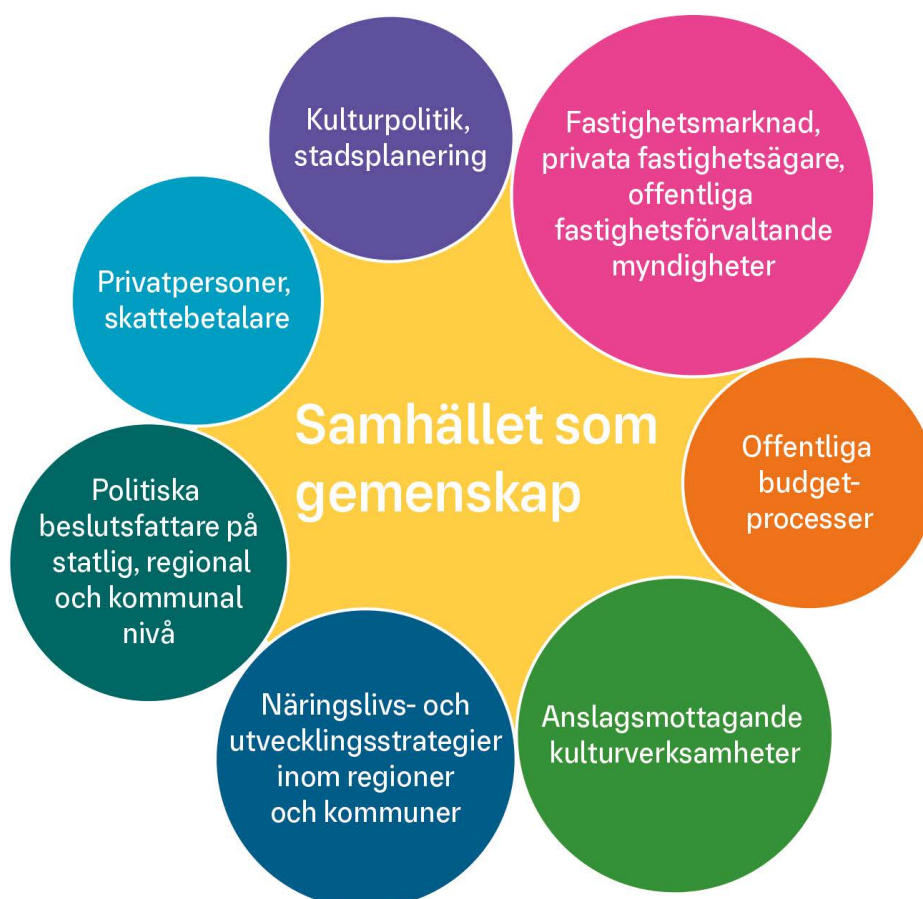 Kulturpolitik,
stadsplanering
Fastighetsmarknad,
privata fastighetsägare,
offentliga
fastighetsförvaltande
myndigheter
Privatpersoner,
skattebetalare
Samhället som
gemenskap
Offentliga
budget-
processer
Politiska
beslutsfattare på
statlig, regional
och kommunal
nivå
Näringslivs- och
utvecklingsstrategier
inom regioner
och kommuner
Anslagsmottagande
kulturverksamheter